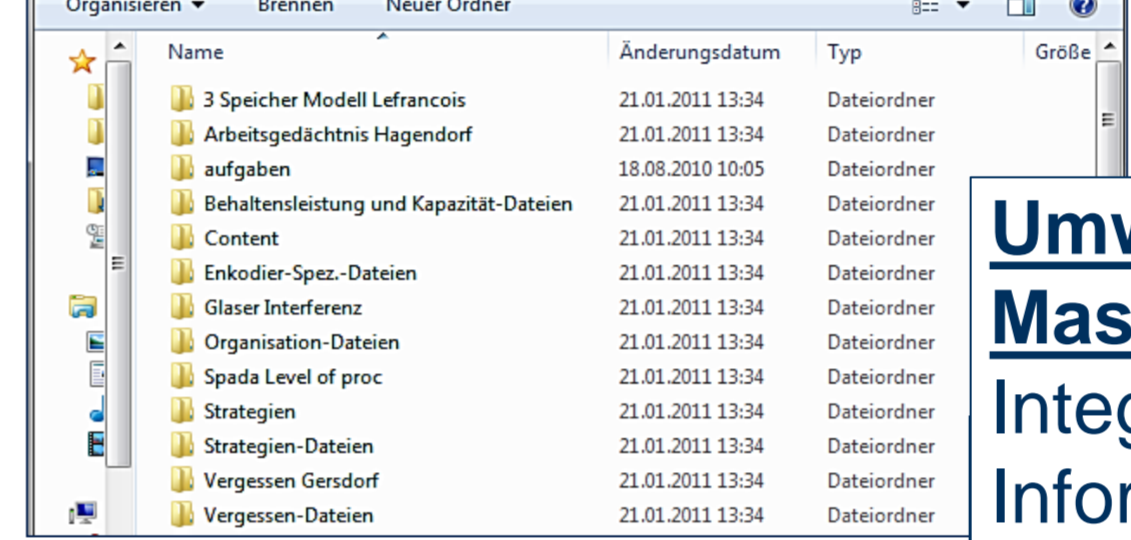 Organisieren Brennen Neuer Ordner
Name Änderungsdatum Typ Größe
3 Speicher Modell Lefrancois 21.01.2011 13:34 Dateiordner
Arbeitsgedächtnis Hagendorf 21.01.2011 13:34 Dateiordner
aufgaben 18.08.2010 10:05 Dateiordner
Behaltensleistung und Kapazität-Dateien 21.01.2011 13:34 Dateiordner
Content 21.01.2011 13:34 Dateiordner
Enkodier-Spez.-Dateien 21.01.2011 13:34 Dateiordner
Glaser Interferenz 21.01.2011 13:34 Dateiordner
Organisation-Dateien 21.01.2011 13:34 Dateiordner
Spada Level of proc 21.01.2011 13:34 Dateiordner
Strategien 21.01.2011 13:34 Dateiordner
Strategien-Dateien 21.01.2011 13:34 Dateiordner
Vergessen Gersdorf 21.01.2011 13:34 Dateiordner
Vergessen-Dateien 21.01.2011 13:34 Dateiordner
Mas